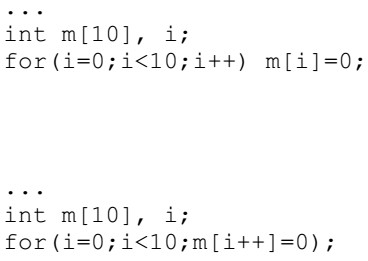 ...
int m[10], i;
for(i=0;i<10;i++) m[i]=0;
...
int m[10], i;
for(i=0;i<10;m[i++]=0);